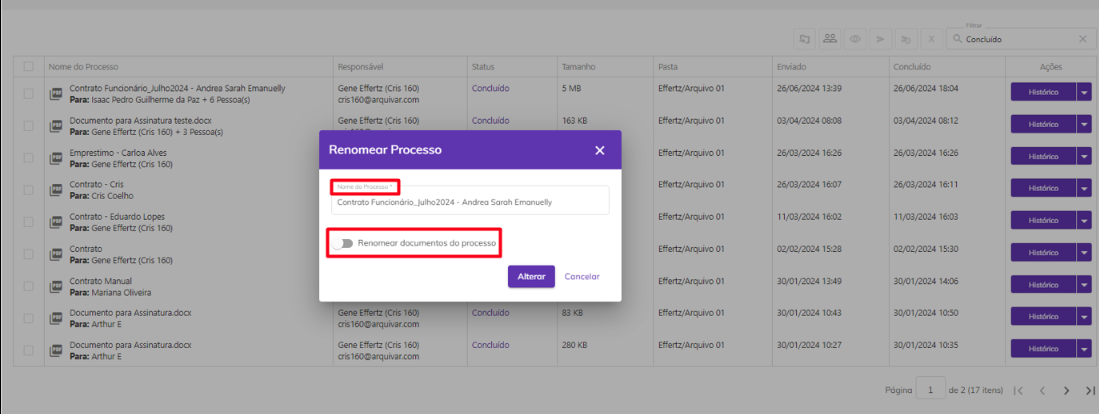 Filtrar
Concluído
Nome do Processo Responsável Status Tamanho Pasta Enviado Concluído Ações
Contrato Funcionário_Julho2024 - Andrea Sarah Emanuelly Gene Effertz (Cris 160) Concluído 5 MB Effertz/Arquivo 01 26/06/2024 13:39 26/06/2024 18:04 Histórico
Para: Isaac Pedro Guilherme da Paz + 6 Pessoa(s) cris160@arquivar.com
Documento para Assinatura teste.docx Gene Effertz (Cris 160) Concluído 163 KB Effertz/Arquivo 01 03/04/2024 08:08 03/04/2024 08:12 Histórico
Para: Gene Effertz (Cris 160) + 3 Pessoa(s)
Emprestimo - Carloa Alves Effertz/Arquivo 01 26/03/2024 16:26 26/03/2024 16:26 Histórico
Para: Gene Effertz (Cris 160)
Contrato - Cris Effertz/Arquivo 01 26/03/2024 16:07 26/03/2024 16:11 Histórico
Para: Cris Coelho
Contrato - Eduardo Lopes Effertz/Arquivo 01 11/03/2024 16:02 11/03/2024 16:03 Histórico
Para: Gene Effertz (Cris 160)
Contrato Effertz/Arquivo 01 02/02/2024 15:28 02/02/2024 15:30 Histórico
Para: Gene Effertz (Cris 160)
Contrato Manual Effertz/Arquivo 01 30/01/2024 13:49 30/01/2024 14:06 Histórico
Para: Mariana Oliveira
Documento para Assinatura.docx Gene Effertz (Cris 160) Concluído 83 KB Effertz/Arquivo 01 30/01/2024 10:43 30/01/2024 10:50 Histórico
Para: Arthur E cris160@arquivar.com
Documento para Assinatura.docx Gene Effertz (Cris 160) Concluído 280 KB Effertz/Arquivo 01 30/01/2024 10:27 30/01/2024 10:35 Histórico
Para: Arthur E cris160@arquivar.com
Renomear Processo
Nome do Processo *
Contrato Funcionário_Julho2024 - Andrea Sarah Emanuelly
Renomear documentos do processo
Alterar Cancelar
Página 1 de 2 (17 itens)